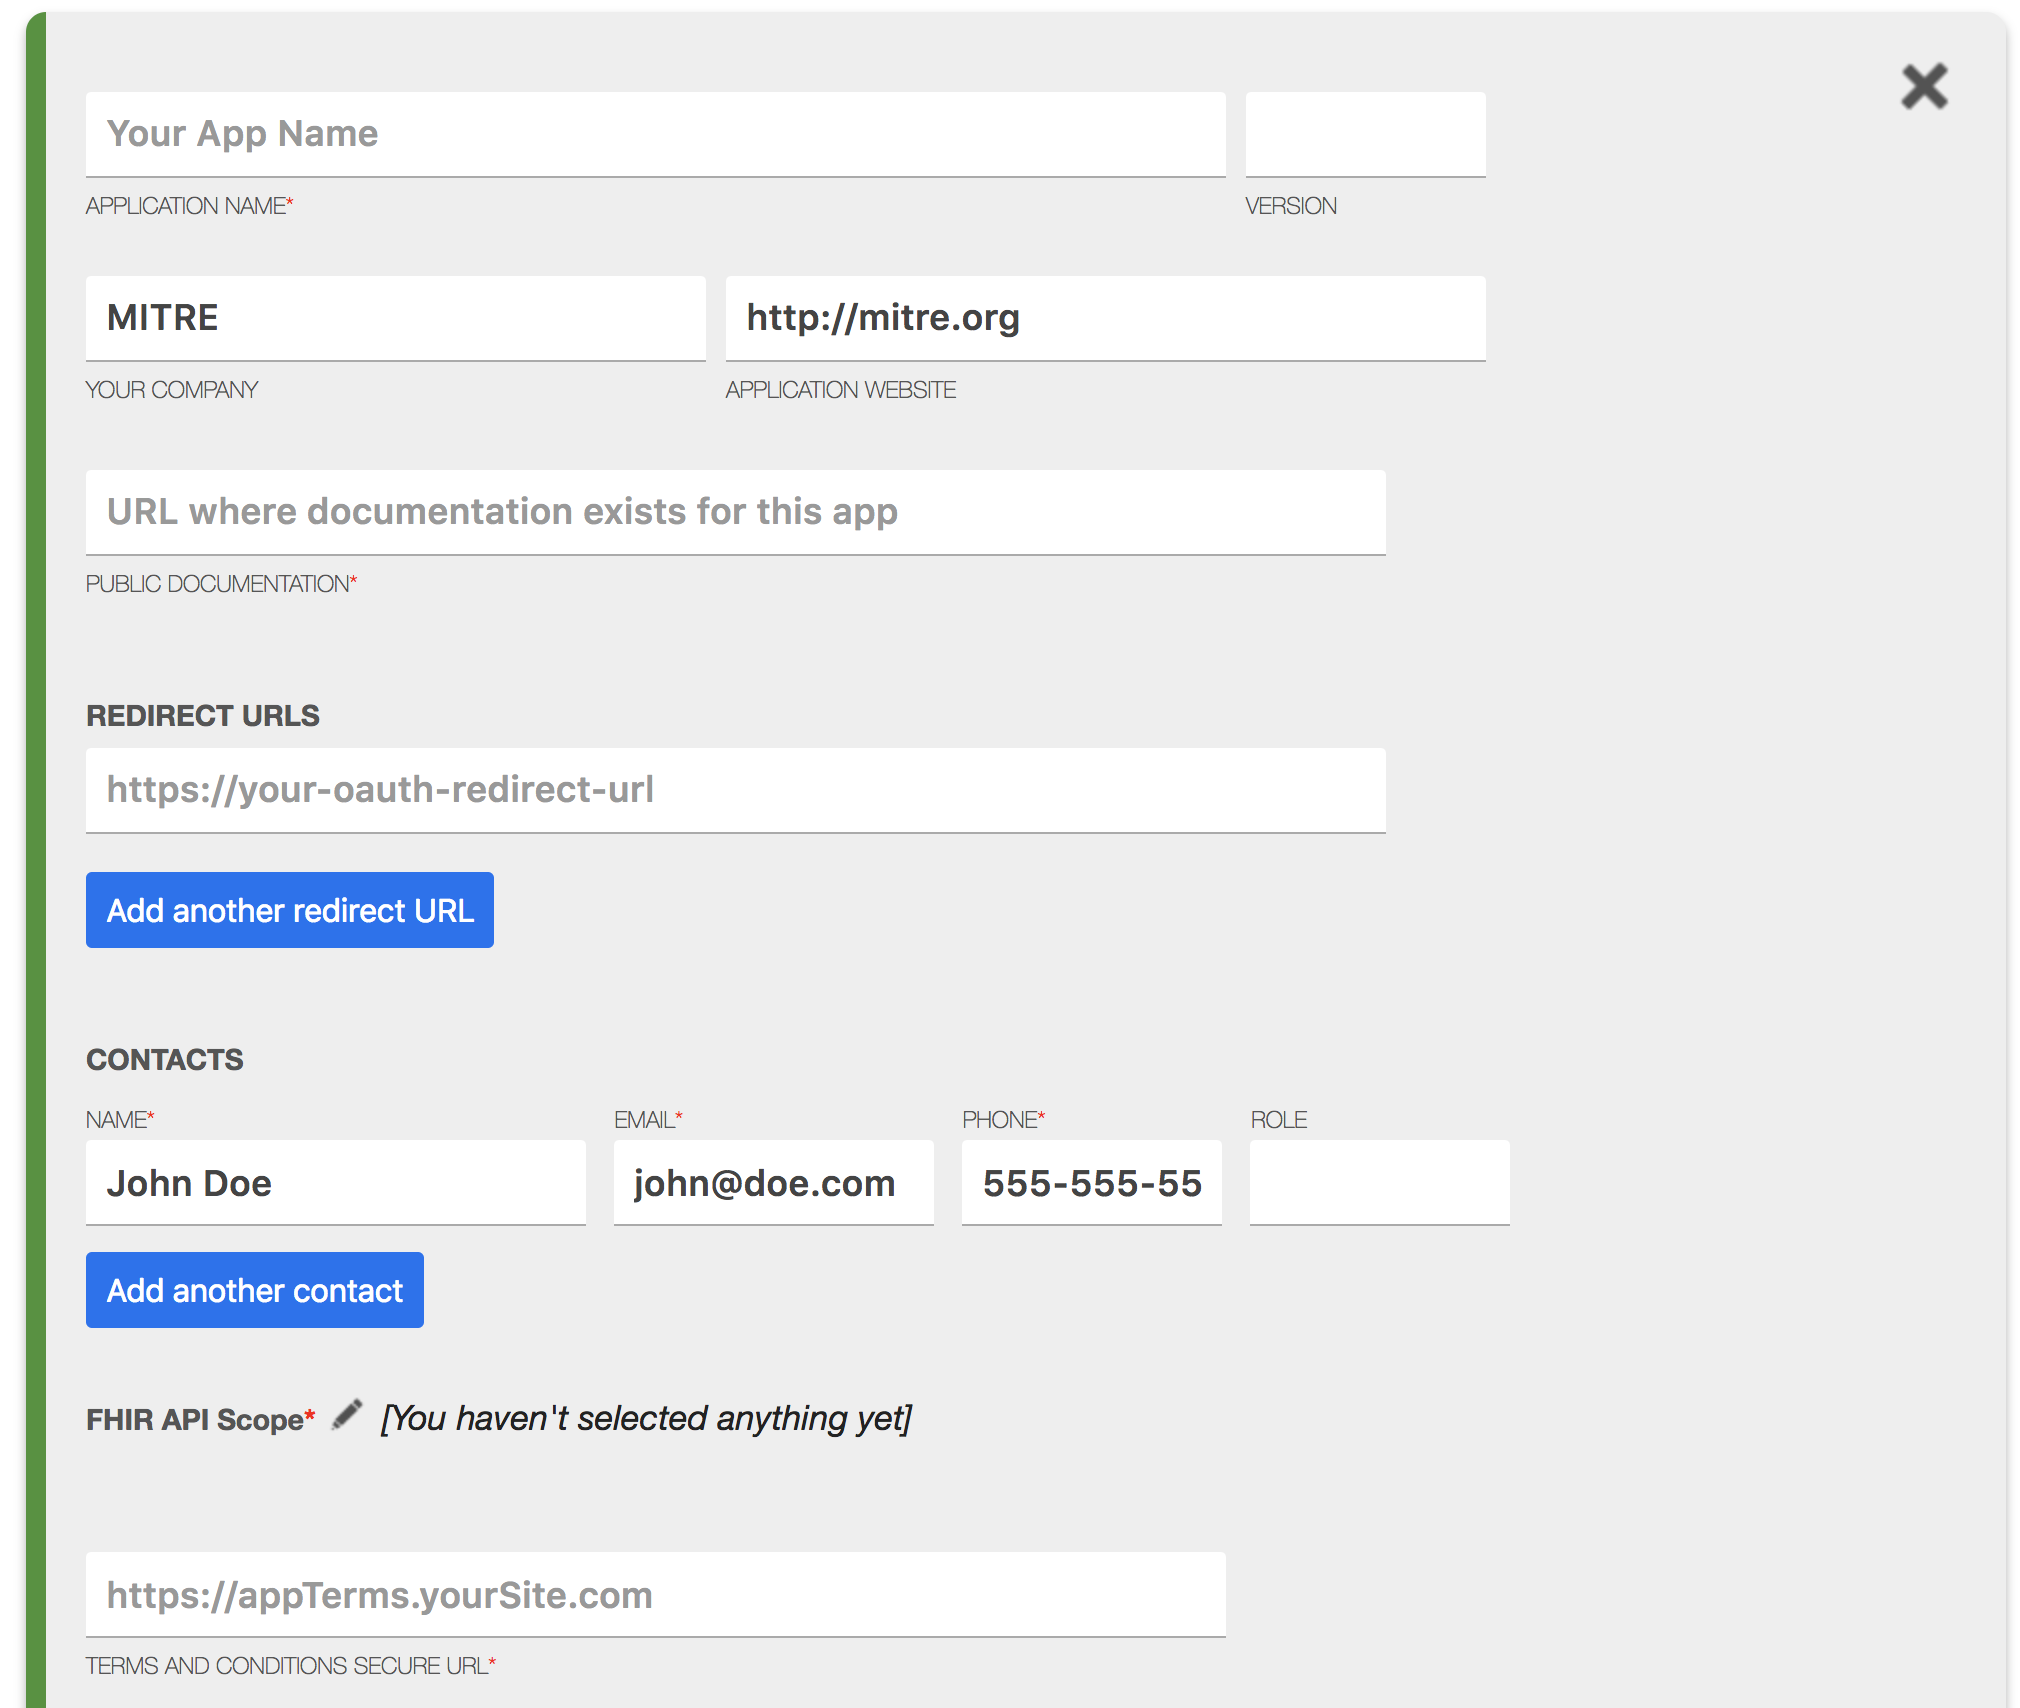 Your App Name
APPLICATION NAME* VERSION
MITRE http://mitre.org
YOUR COMPANY APPLICATION WEBSITE
URL where documentation exists for this app
PUBLIC DOCUMENTATION*
REDIRECT URLS
https://your-oauth-redirect-url
Add another redirect URL
CONTACTS
NAME* EMAIL* PHONE* ROLE
John Doe john@doe.com 555-555-55
Add another contact
FHIR API Scope* [You haven't selected anything yet]
https://appTerms.yourSite.com
TERMS AND CONDITIONS SECURE URL*